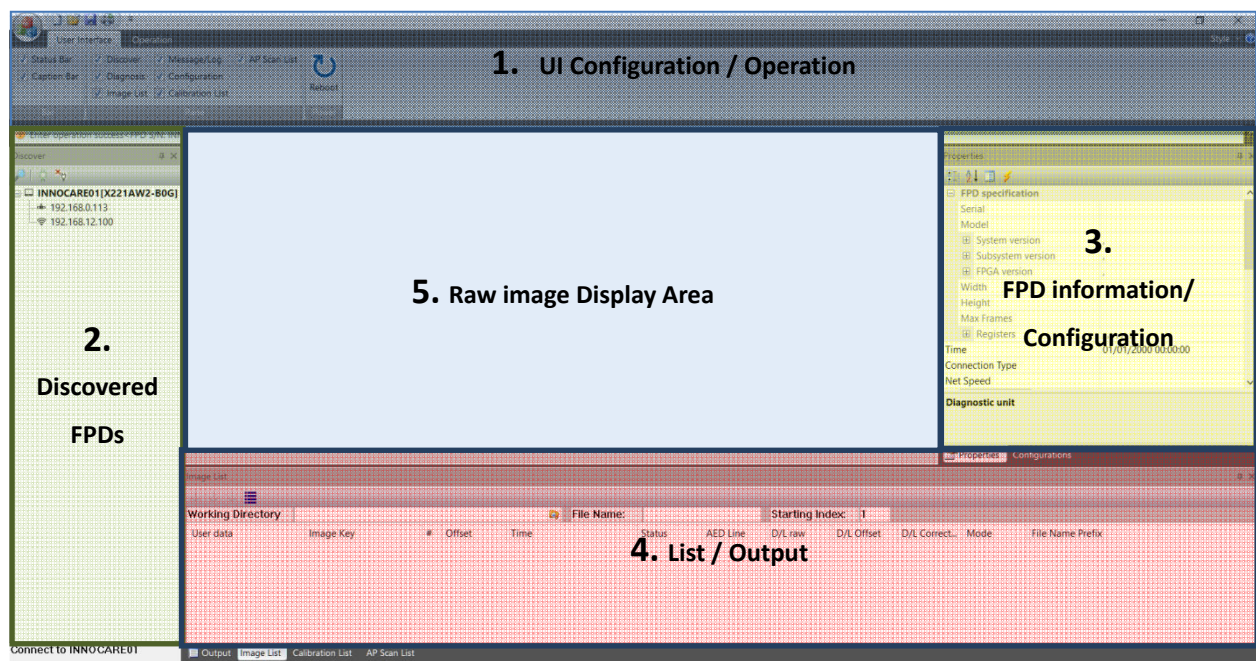 User Interface Operation
Style
Status Bar Discover Message/Log AP Scan List
Caption Bar Diagnosis Configuration
Image List Calibration List
Reboot
1. UI Configuration / Operation
Enter operation success<FPD S/N: INN
Discover
INNOCARE01[X221AW2-B0G]
192.168.0.113
192.168.12.100
2.
Discovered
FPDs
5. Raw image Display Area
Properties
FPD specification
Serial
Model
System version
Subsystem version
FPGA version
Width
Height
Max Frames
Registers
Time 01/01/2000 00:00:00
Connection Type
Net Speed
Diagnostic unit
3.
FPD information/
Configuration
Properties Configurations
Image List
Working Directory File Name: Starting Index: 1
User data Image Key # Offset Time Status AED Line D/L raw D/L Offset D/L Correct... Mode File Name Prefix
4. List / Output
Connect to INNOCARE01
Output Image List Calibration List AP Scan List